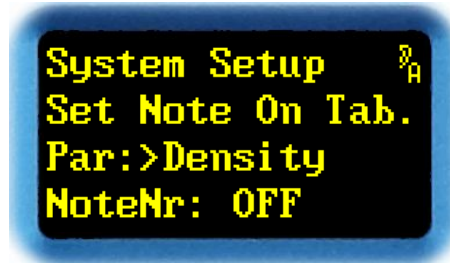 System Setup
Set Note On Tab.
Par:>Density
NoteNr: OFF